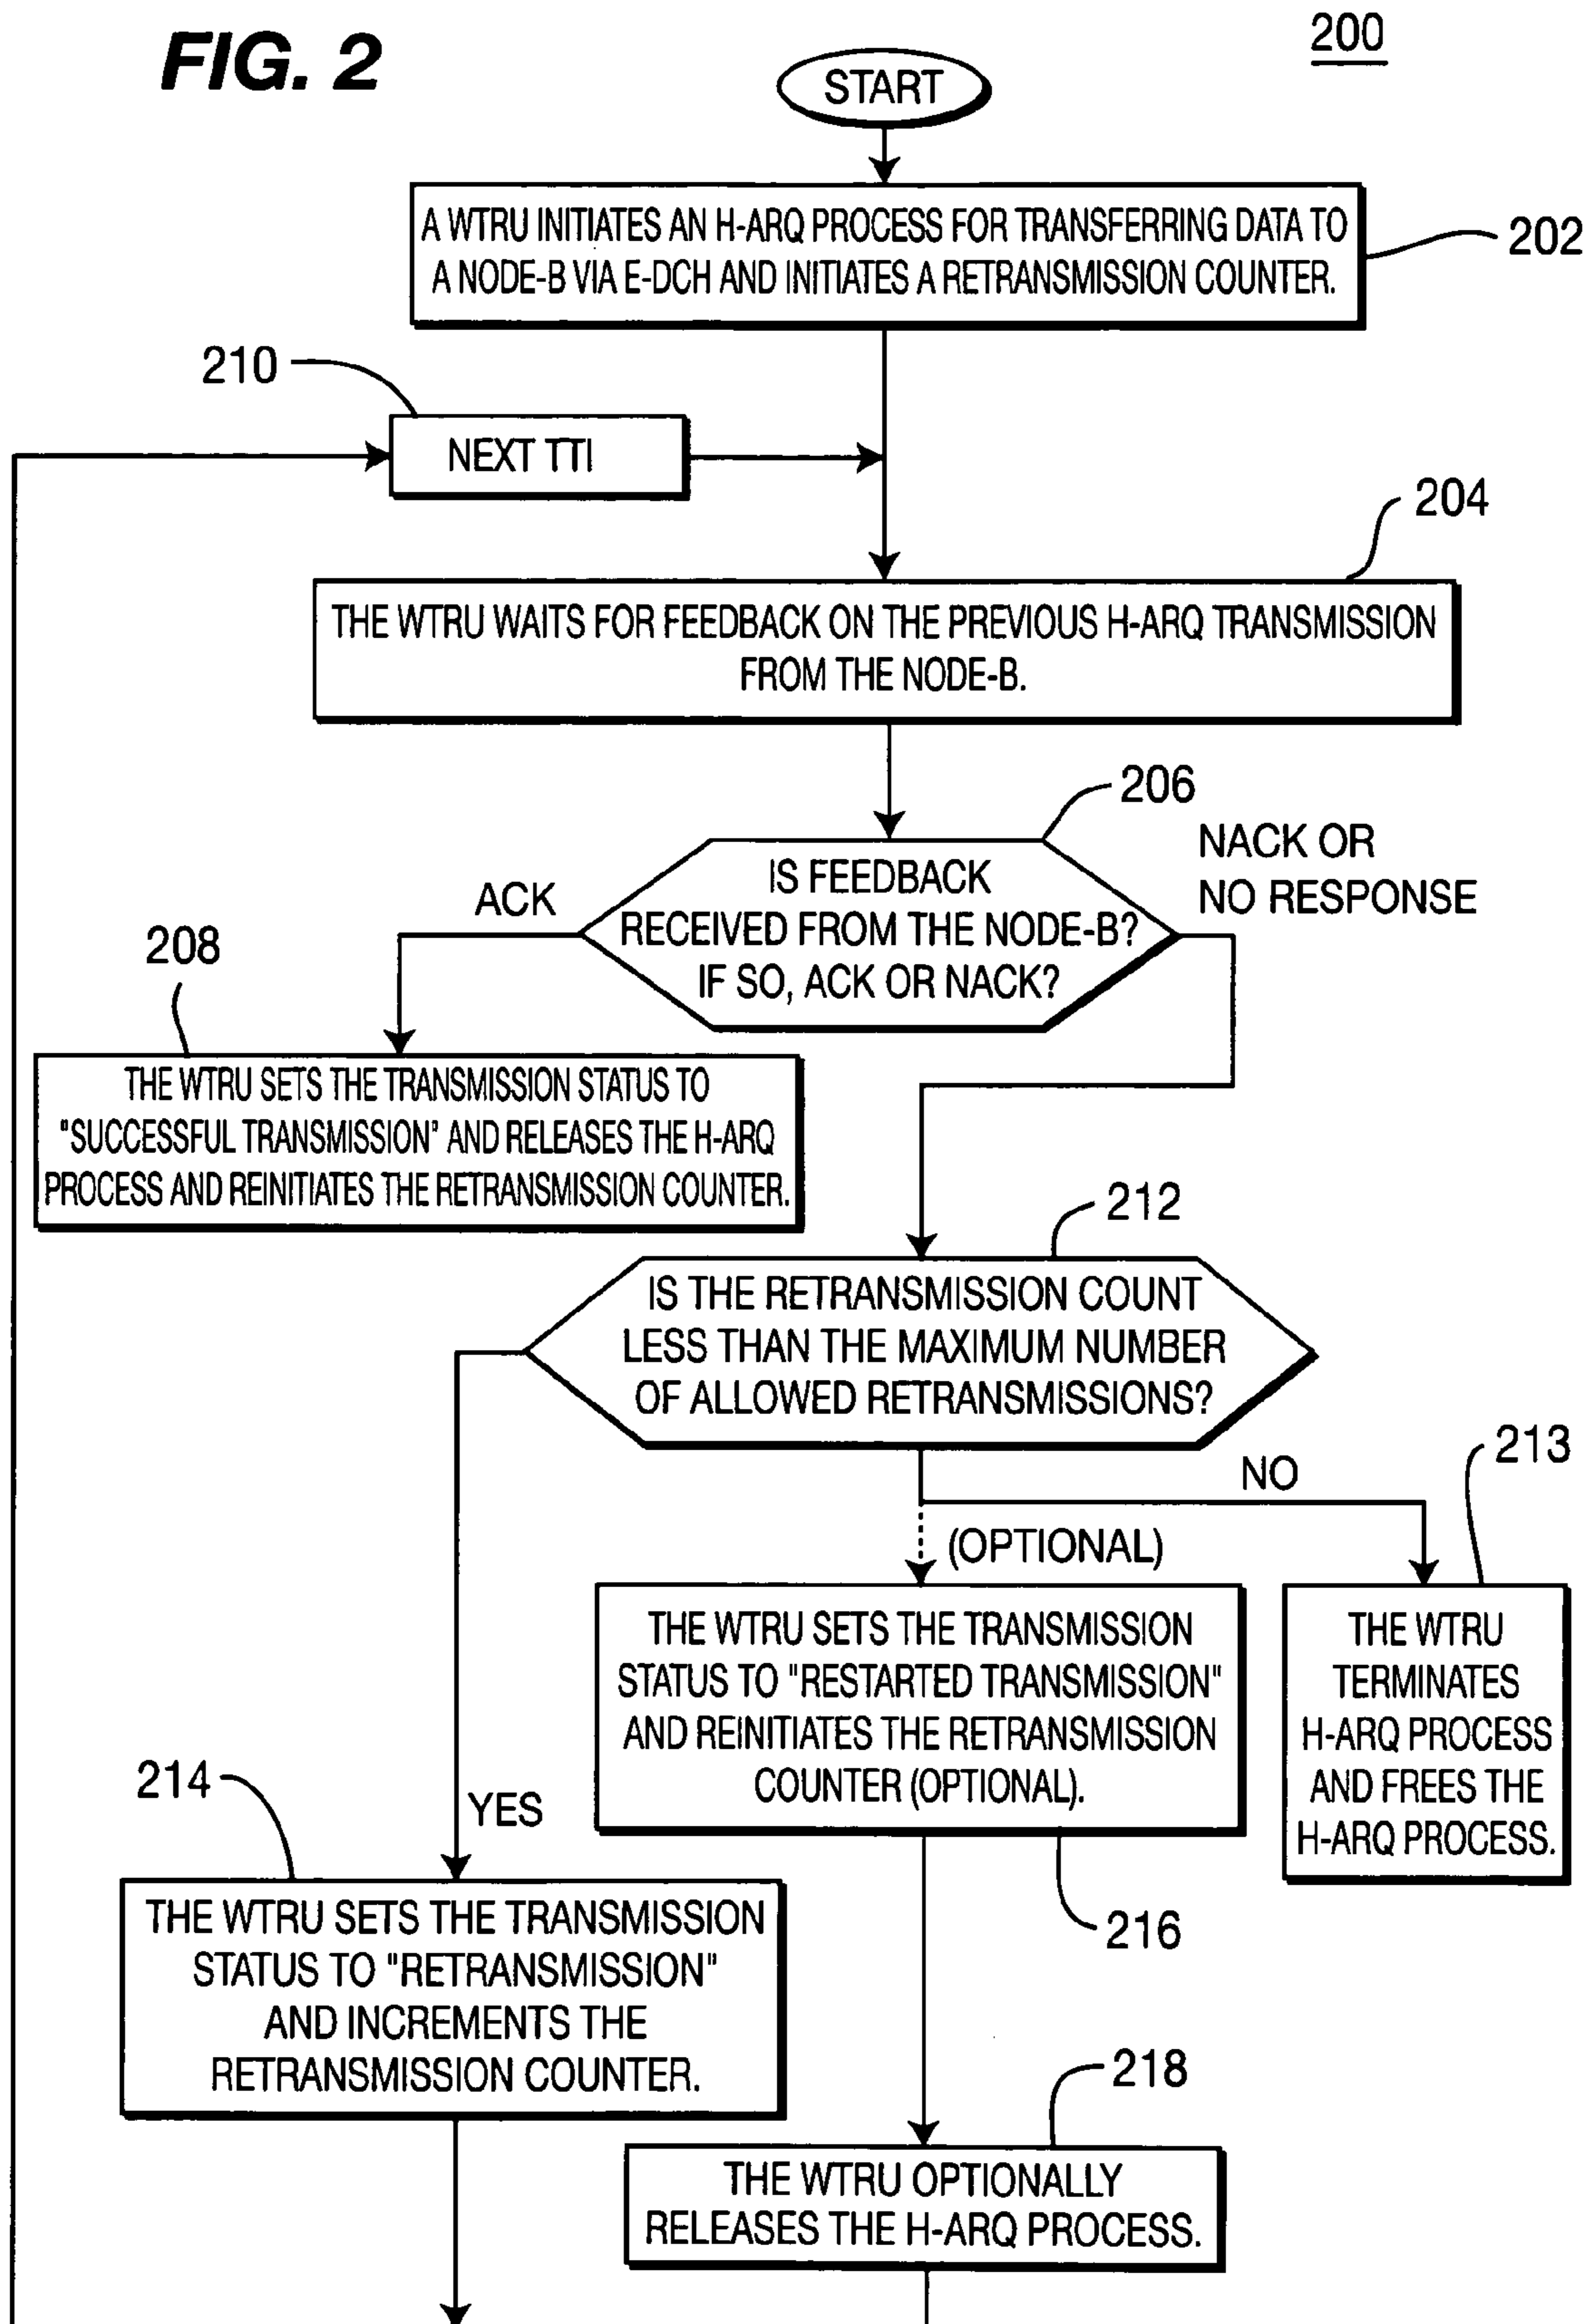 FIG. 2
200
START
A WTRU INITIATES AN H-ARQ PROCESS FOR TRANSFERRING DATA TO
A NODE-B VIA E-DCH AND INITIATES A RETRANSMISSION COUNTER.
202
210
NEXT TTI
204
THE WTRU WAITS FOR FEEDBACK ON THE PREVIOUS H-ARQ TRANSMISSION
FROM THE NODE-B.
206
NACK OR
NO RESPONSE
ACK
IS FEEDBACK
RECEIVED FROM THE NODE-B?
IF SO, ACK OR NACK?
208
THE WTRU SETS THE TRANSMISSION STATUS TO
"SUCCESSFUL TRANSMISSION" AND RELEASES THE H-ARQ
PROCESS AND REINITIATES THE RETRANSMISSION COUNTER.
212
IS THE RETRANSMISSION COUNT
LESS THAN THE MAXIMUM NUMBER
OF ALLOWED RETRANSMISSIONS?
NO
213
(OPTIONAL)
THE WTRU SETS THE TRANSMISSION
STATUS TO "RESTARTED TRANSMISSION"
AND REINITIATES THE RETRANSMISSION
COUNTER (OPTIONAL).
THE WTRU
TERMINATES
H-ARQ PROCESS
AND FREES THE
H-ARQ PROCESS.
214
YES
216
THE WTRU SETS THE TRANSMISSION
STATUS TO "RETRANSMISSION"
AND INCREMENTS THE
RETRANSMISSION COUNTER.
218
THE WTRU OPTIONALLY
RELEASES THE H-ARQ PROCESS.